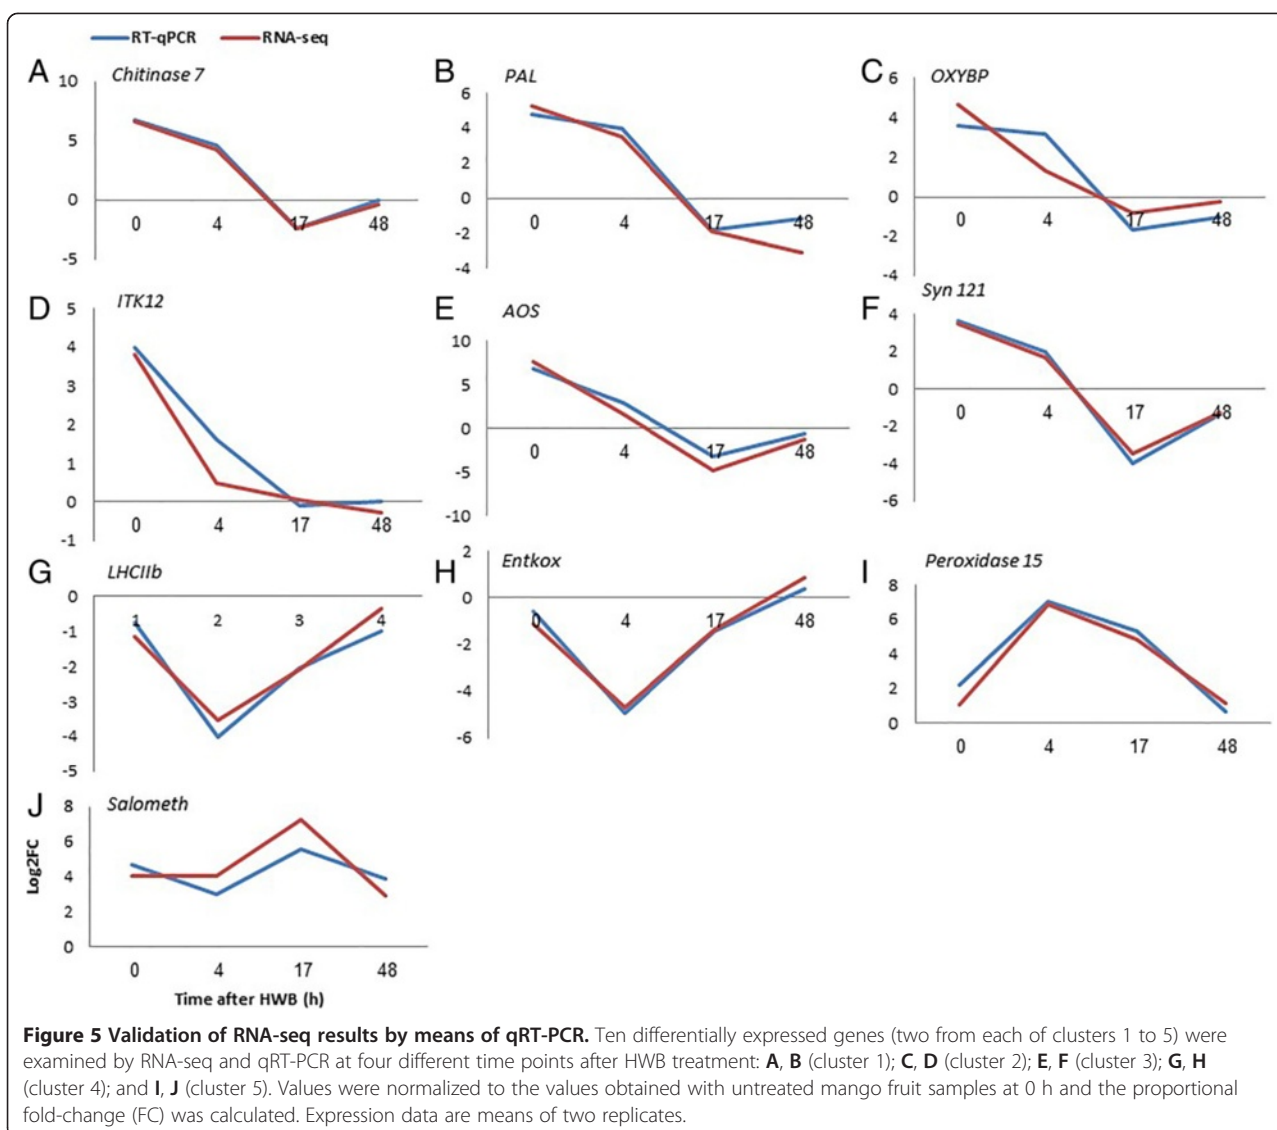 RT-qPCR RNA-seq
A Chitinase 7
10
5
0
-5
0 4 17 48
B PAL
6
4
2
0
-2
-4
0 4 17 48
C OXYBP
6
4
2
0
-2
-4
0 4 17 48
D ITK12
5
4
3
2
1
0
-1
0 4 17 48
E AOS
10
5
0
-5
-10
0 4 17 48
F Syn 121
4
2
0
-2
-4
-6
0 4 17 48
G LHCIIb
0
-1
-2
-3
-4
-5
1 2 3 4
H Entkox
2
0
-2
-4
-6
0 4 17 48
I Peroxidase 15
8
6
4
2
0
0 4 17 48
J Salometh
8
6
4
2
0
Log2FC
0 4 17 48
Time after HWB (h)
Figure 5 Validation of RNA-seq results by means of qRT-PCR. Ten differentially expressed genes (two from each of clusters 1 to 5) were
examined by RNA-seq and qRT-PCR at four different time points after HWB treatment: A, B (cluster 1); C, D (cluster 2); E, F (cluster 3); G, H
(cluster 4); and I, J (cluster 5). Values were normalized to the values obtained with untreated mango fruit samples at 0 h and the proportional
fold-change (FC) was calculated. Expression data are means of two replicates.